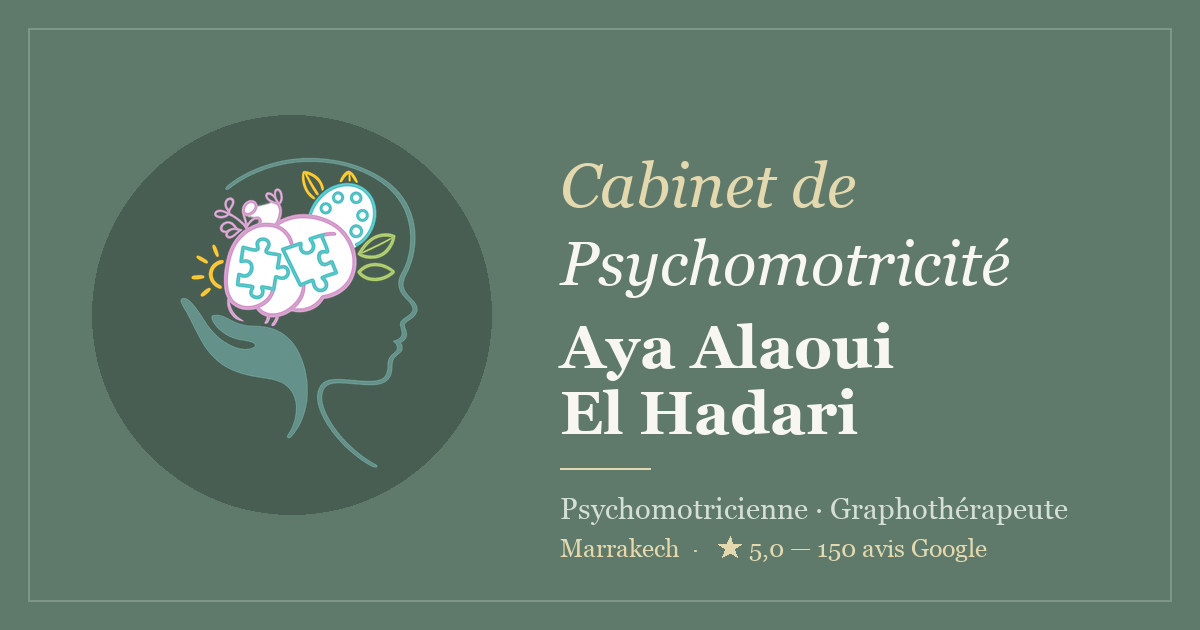 Cabinet de
Psychomotricité
Aya Alaoui
El Hadari
Psychomotricienne · Graphothérapeute
Marrakech · ★ 5,0 — 150 avis Google